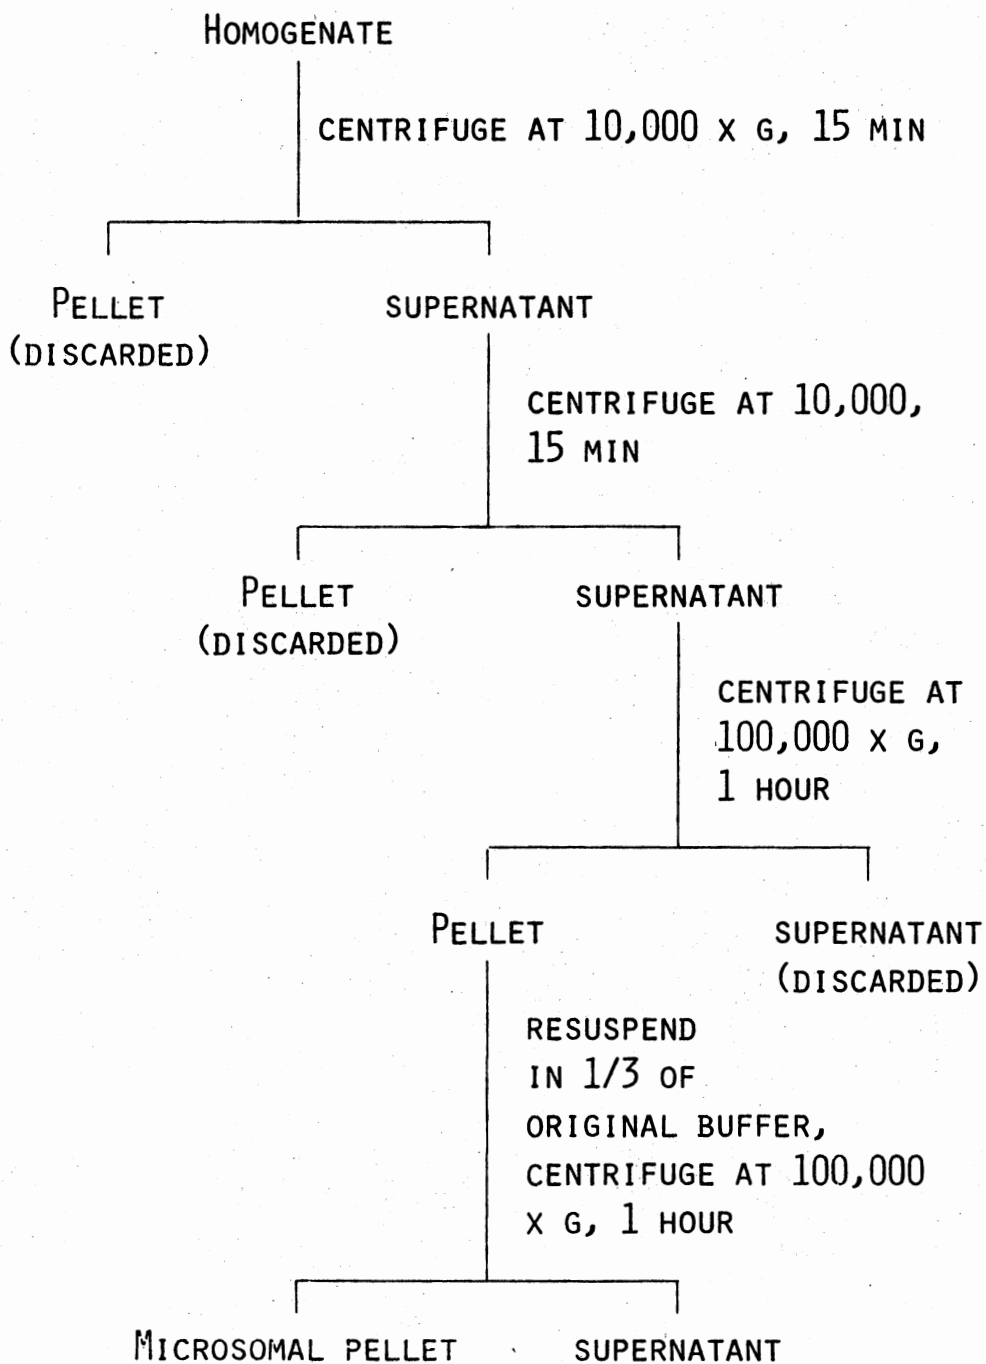 HOMOGENATE
CENTRIFUGE AT 10,000 X G, 15 MIN
PELLET
(DISCARDED)
SUPERNATANT
CENTRIFUGE AT 10,000,
15 MIN
PELLET
(DISCARDED)
SUPERNATANT
CENTRIFUGE AT
100,000 X G,
1 HOUR
PELLET
SUPERNATANT
(DISCARDED)
RESUSPEND
IN 1/3 OF
ORIGINAL BUFFER,
CENTRIFUGE AT 100,000
X G, 1 HOUR
MICROSOMAL PELLET
SUPERNATANT